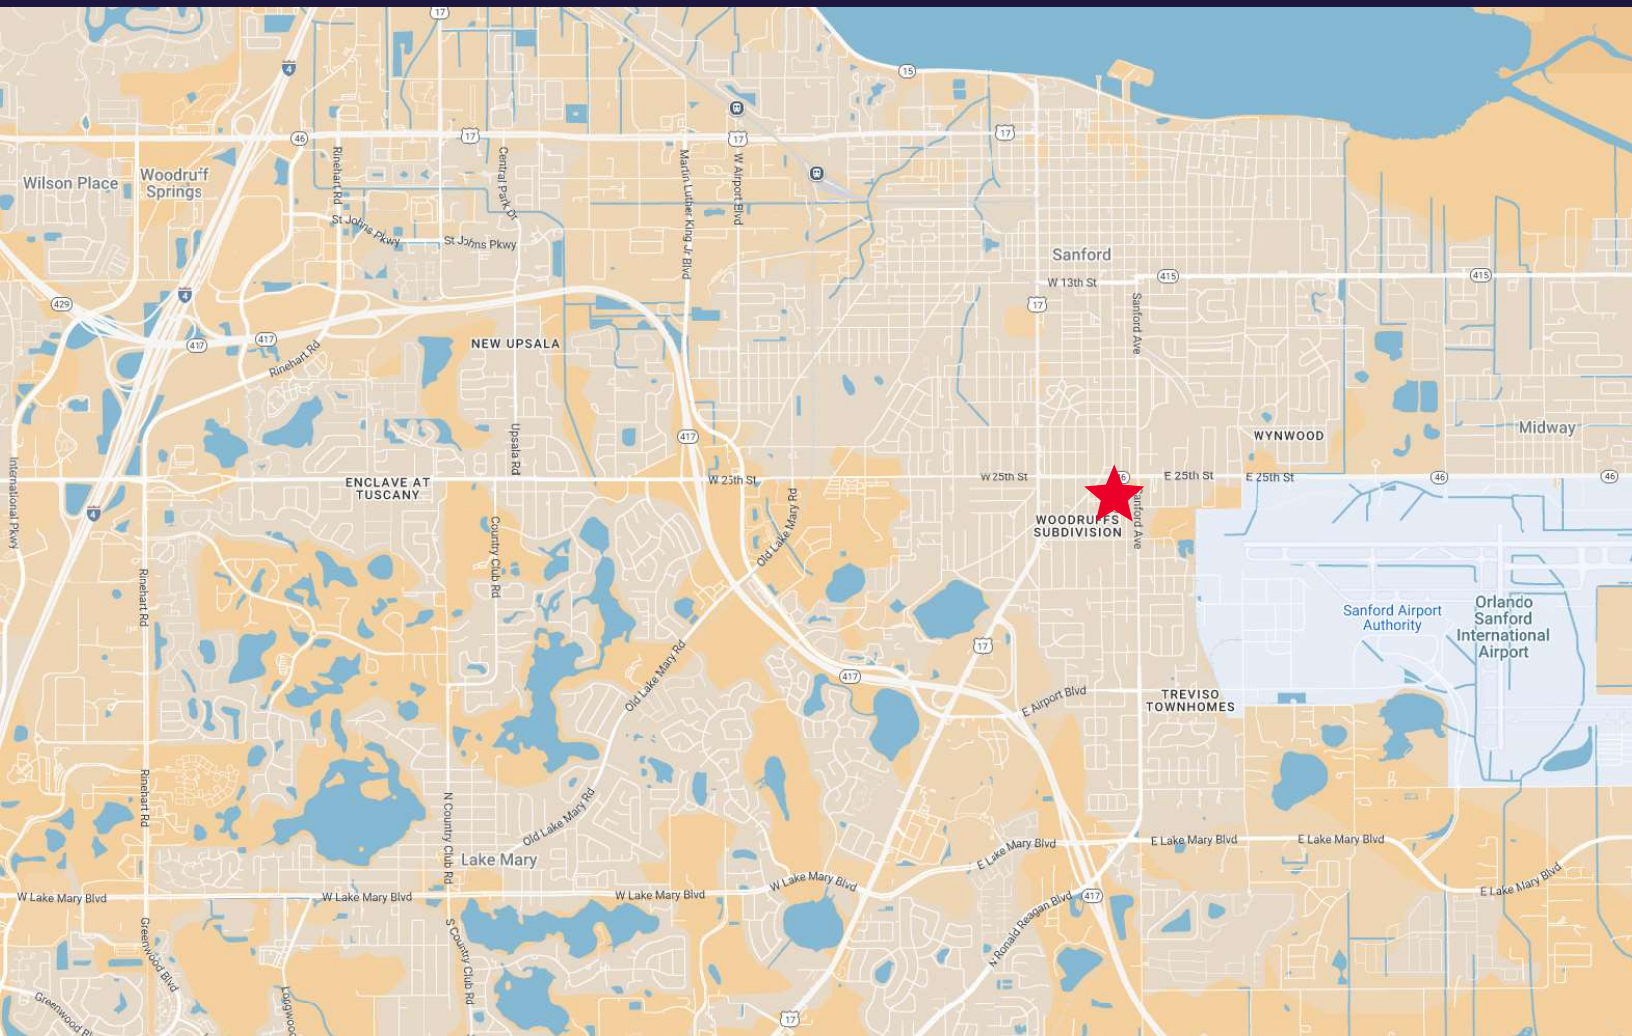 17
15
4
46
17
17
17
Rinehart Rd
Central Park Dr
Martin Luther King Jr Blvd
W Airport Blvd
Wilson Place
Woodruff
Springs
St Johns Pkwy
St Johns Pkwy
Sanford
W 13th St
415
415
4
429
17
Sanford Ave
417
417
Rinehart Rd
NEW UPSALA
417
Upsala Rd
WYNWOOD
Midway
International Pkwy
ENCLAVE AT
TUSCANY
W 25th St
W 25th St
E 25th St
E 25th St
46
46
4
Old Lake Mary Rd
WOODRUFFS
SUBDIVISION
Sanford Ave
Country Club Rd
Rinehart Rd
Sanford Airport
Authority
Orlando
Sanford
International
Airport
17
Old Lake Mary Rd
417
E Airport Blvd
TREVISO
TOWNHOMES
Rinehart Rd
N Country Club Rd
Old Lake Mary Rd
Lake Mary
E Lake Mary Blvd
E Lake Mary Blvd
E Lake Mary Blvd
W Lake Mary Blvd
W Lake Mary Blvd
W Lake Mary Blvd
W Lake Mary Blvd
E Lake Mary Blvd
417
N Ronald Reagan Blvd
Greenwood Blvd
S Country Club Rd
17